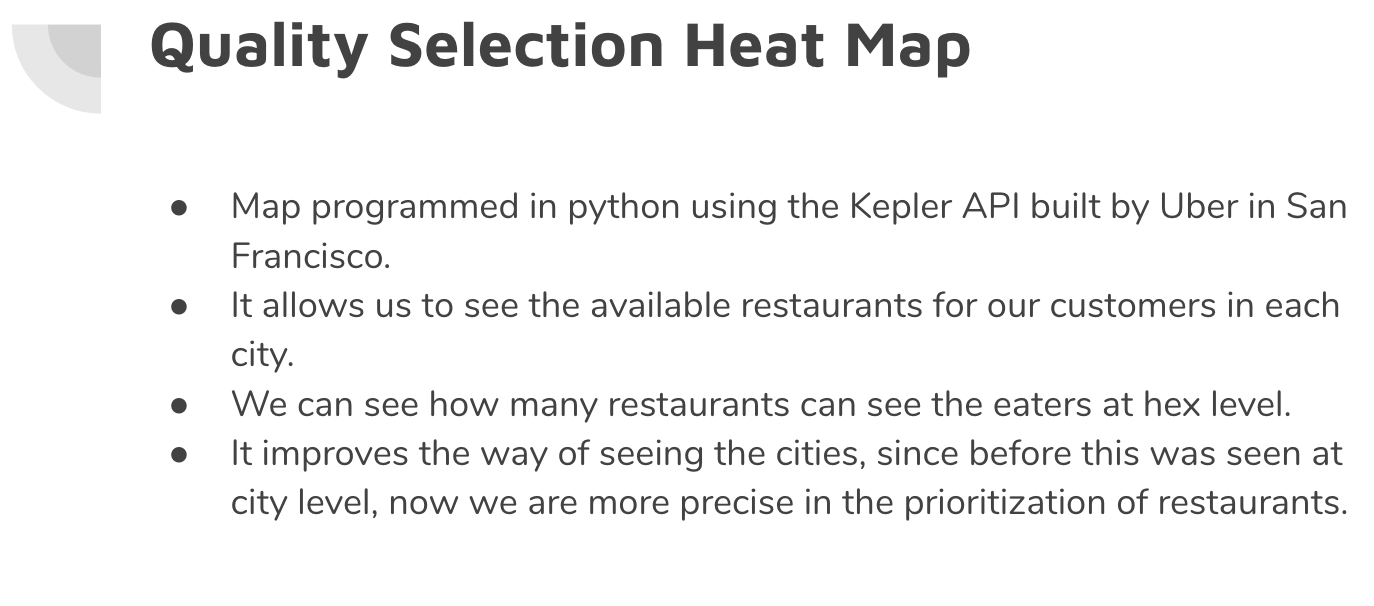 Quality Selection Heat Map
● Map programmed in python using the Kepler API built by Uber in San
Francisco.
● It allows us to see the available restaurants for our customers in each
city.
● We can see how many restaurants can see the eaters at hex level.
● It improves the way of seeing the cities, since before this was seen at
city level, now we are more precise in the prioritization of restaurants.